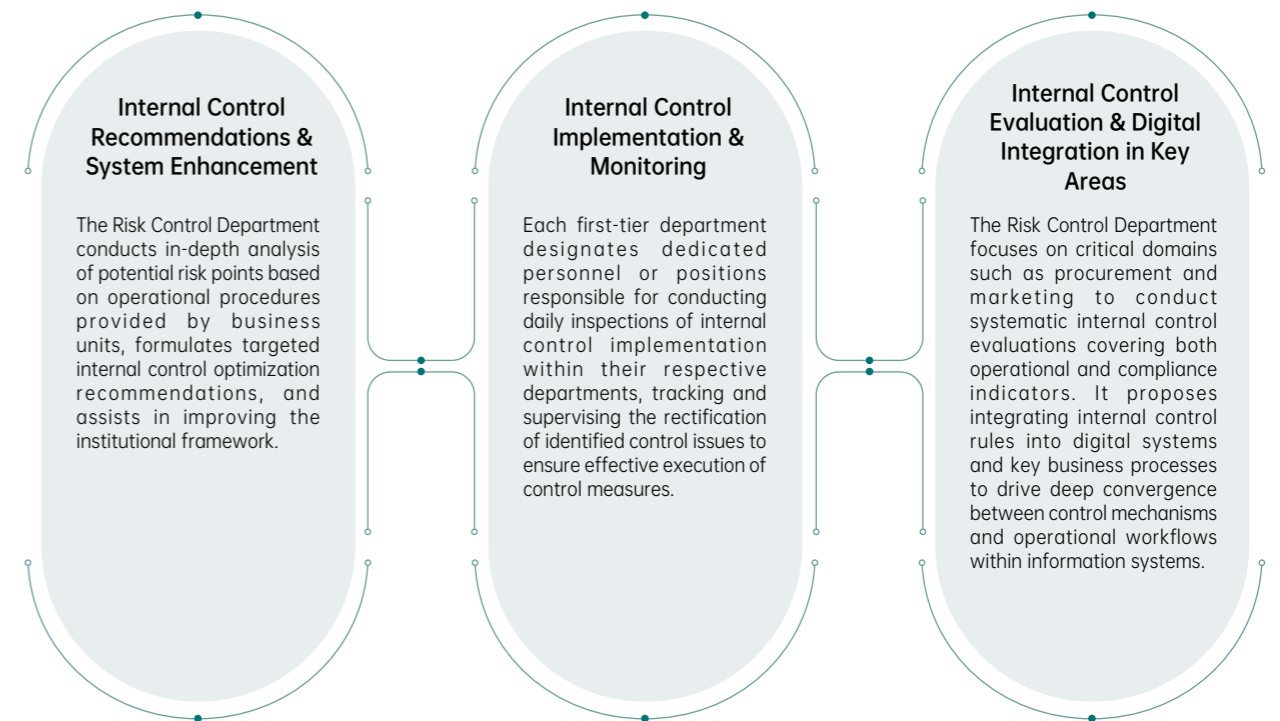 Internal Control
Recommendations &
System Enhancement
The Risk Control Department
conducts in-depth analysis
of potential risk points based
on operational procedures
provided by business
units, formulates targeted
internal control optimization
recommendations, and
assists in improving the
institutional framework.
Internal Control
Implementation &
Monitoring
Each first-tier department
designates dedicated
personnel or positions
responsible for conducting
daily inspections of internal
control implementation
within their respective
departments, tracking and
supervising the rectification
of identified control issues to
ensure effective execution of
control measures.
Internal Control
Evaluation & Digital
Integration in Key
Areas
The Risk Control Department
focuses on critical domains
such as procurement and
marketing to conduct
systematic internal control
evaluations covering both
operational and compliance
indicators. It proposes
integrating internal control
rules into digital systems
and key business processes
to drive deep convergence
between control mechanisms
and operational workflows
within information systems.